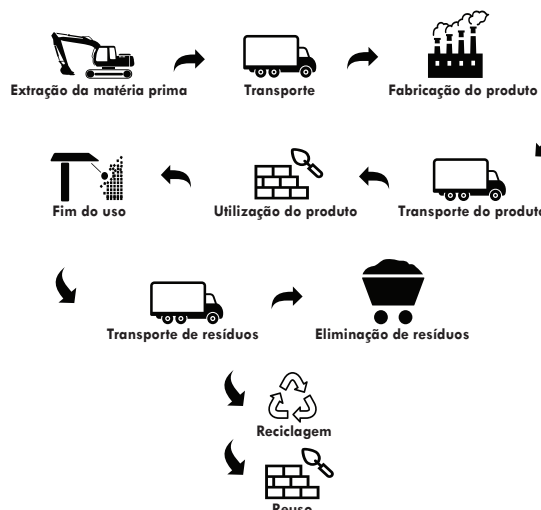 Extração da matéria prima
Transporte
Fabricação do produto
Fim do uso
Utilização do produto
Transporte do produto
Transporte de resíduos
Eliminação de resíduos
Reciclagem
Reuso